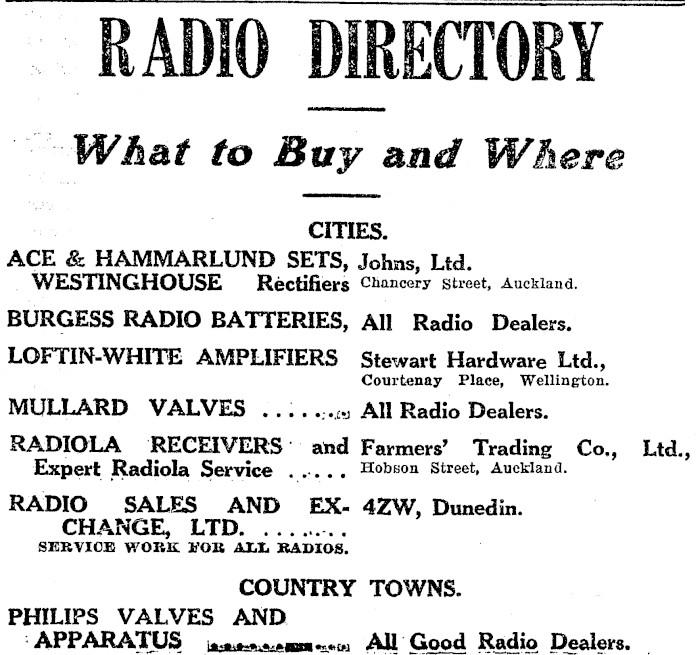 RADIO DIRECTORY
What to Buy and Where
CITIES.
ACE & HAMMARLUND SETS, Johns, Ltd.
WESTINGHOUSE Rectifiers Chancery Street, Auckland.
BURGESS RADIO BATTERIES, All Radio Dealers.
LOFTIN-WHITE AMPLIFIERS Stewart Hardware Ltd.,
Courtenay Place, Wellington.
MULLARD VALVES ........ All Radio Dealers.
RADIOLA RECEIVERS and Farmers' Trading Co., Ltd.,
Expert Radiola Service ..... Hobson Street, Auckland.
RADIO SALES AND EX- 4ZW, Dunedin.
CHANGE, LTD. ........
SERVICE WORK FOR ALL RADIOS.
COUNTRY TOWNS.
PHILIPS VALVES AND
APPARATUS ............ All Good Radio Dealers.